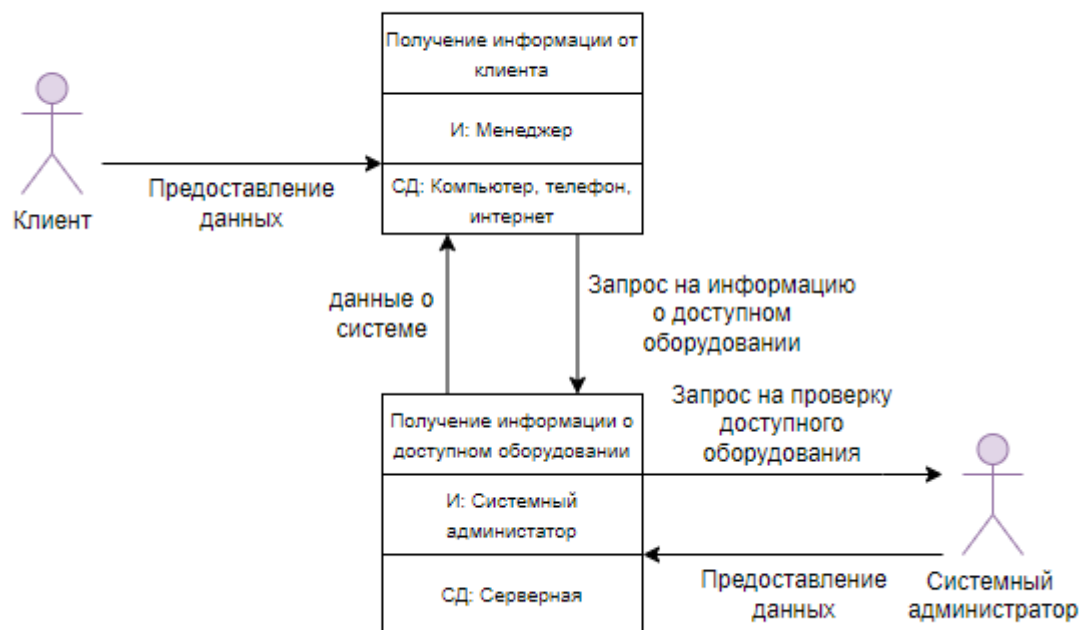 Получение информации от
клиента
И: Менеджер
СД: Компьютер, телефон,
интернет
Предоставление
данных
Клиент
данные о
системе
Запрос на информацию
о доступном
оборудовании
Получение информации о
доступном оборудовании
И: Системный
администатор
СД: Серверная
Запрос на проверку
доступного
оборудования
Предоставление
данных
Системный
администратор